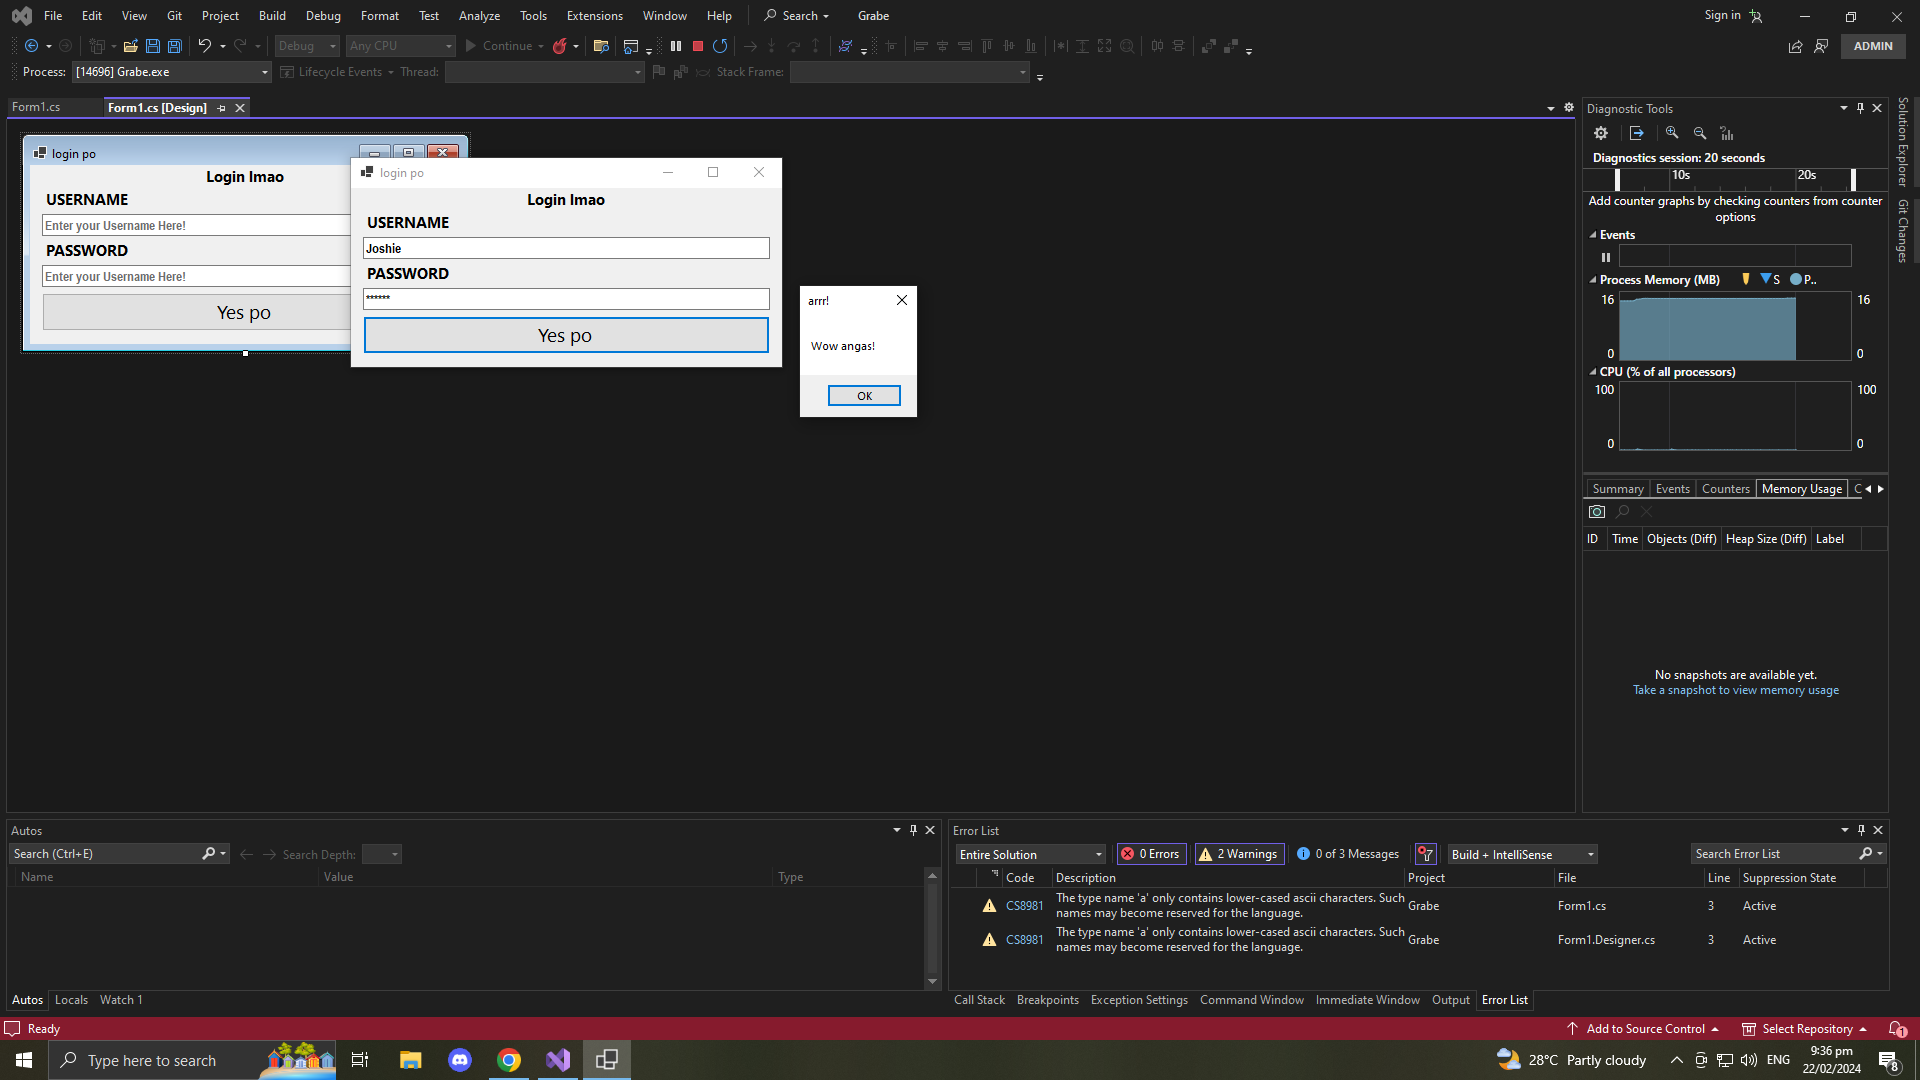 File Edit View Git Project Build Debug Format Test Analyze Tools Extensions Window Help Search Grabe Sign in
Debug Any CPU Continue ADMIN
Process: [14696] Grabe.exe Lifecycle Events Thread: Stack Frame:
Form1.cs Form1.cs [Design]
login po
Login lmao
USERNAME
Enter your Username Here!
PASSWORD
Enter your Username Here!
Yes po
login po
Login lmao
USERNAME
Joshie
PASSWORD
******
Yes po
arrr!
Wow angas!
OK
Diagnostic Tools
Diagnostics session: 20 seconds
10s 20s
Add counter graphs by checking counters from counter
options
Events
Process Memory (MB) S P..
16 16
0 0
CPU (% of all processors)
100 100
0 0
Summary Events Counters Memory Usage C
ID Time Objects (Diff) Heap Size (Diff) Label
No snapshots are available yet.
Take a snapshot to view memory usage
Solution Explorer
Git Changes
Autos
Search (Ctrl+E) Search Depth:
Name Value Type
Autos Locals Watch 1
Error List
Entire Solution 0 Errors 2 Warnings 0 of 3 Messages Build + IntelliSense Search Error List
Code Description Project File Line Suppression State
CS8981 The type name 'a' only contains lower-cased ascii characters. Such Grabe Form1.cs 3 Active
names may become reserved for the language.
CS8981 The type name 'a' only contains lower-cased ascii characters. Such Grabe Form1.Designer.cs 3 Active
names may become reserved for the language.
Call Stack Breakpoints Exception Settings Command Window Immediate Window Output Error List
Ready Add to Source Control Select Repository 1
Type here to search 28°C Partly cloudy ENG 9:36 pm
22/02/2024 8